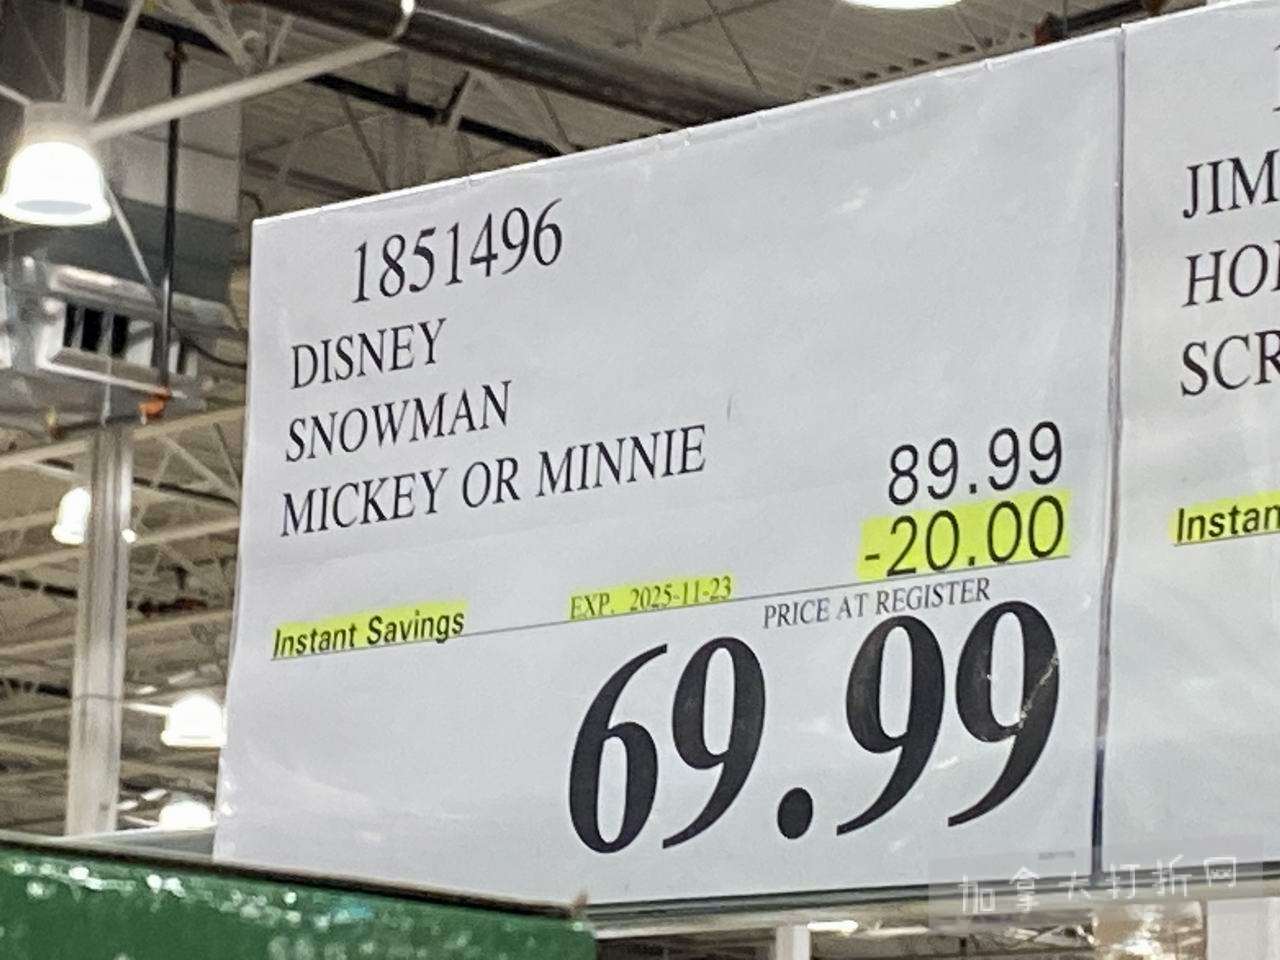 1851496
DISNEY
SNOWMAN
MICKEY OR MINNIE
89.99
-20.00
Instant Savings
EXP. 2025-11-23
PRICE AT REGISTER
69.99
JIM
HO
SCR
Instan
加拿大打折网